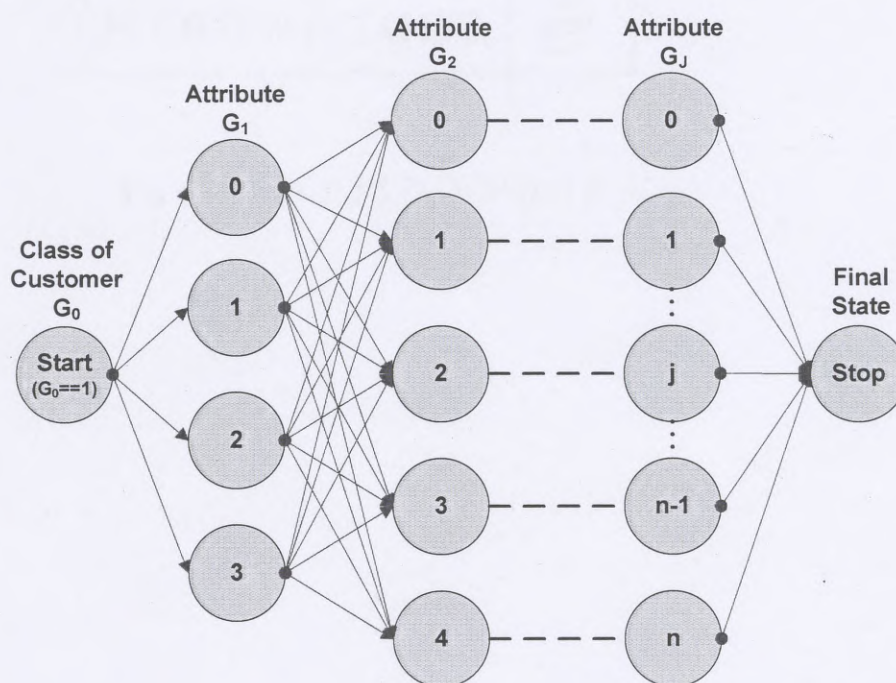 Attribute
G₂
Attribute
G_J
Attribute
G₁
Class of
Customer
G₀
Final
State
Start
(G₀==1)
0
1
2
3
0
1
2
3
4
0
1
j
n-1
n
Stop